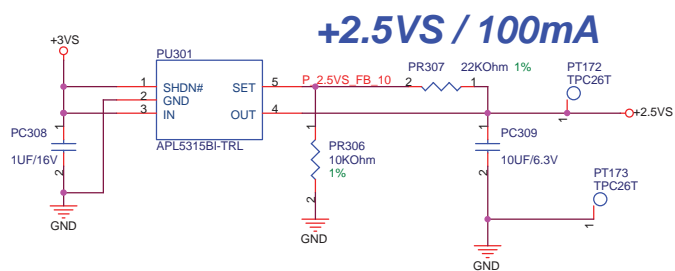 +2.5VS / 100mA
+3VS
PU301
1 SHDN# SET 5 P_2.5VS_FB_10
2 GND
3 IN OUT 4
APL5315BI-TRL
PR307 22KOhm 1%
2 1
PT172
TPC26T
1
+2.5VS
PC308
1UF/16V
1
2
GND
1
PR306
10KOhm
1%
2
GND
1
PC309
10UF/6.3V
2
GND
PT173
TPC26T
1